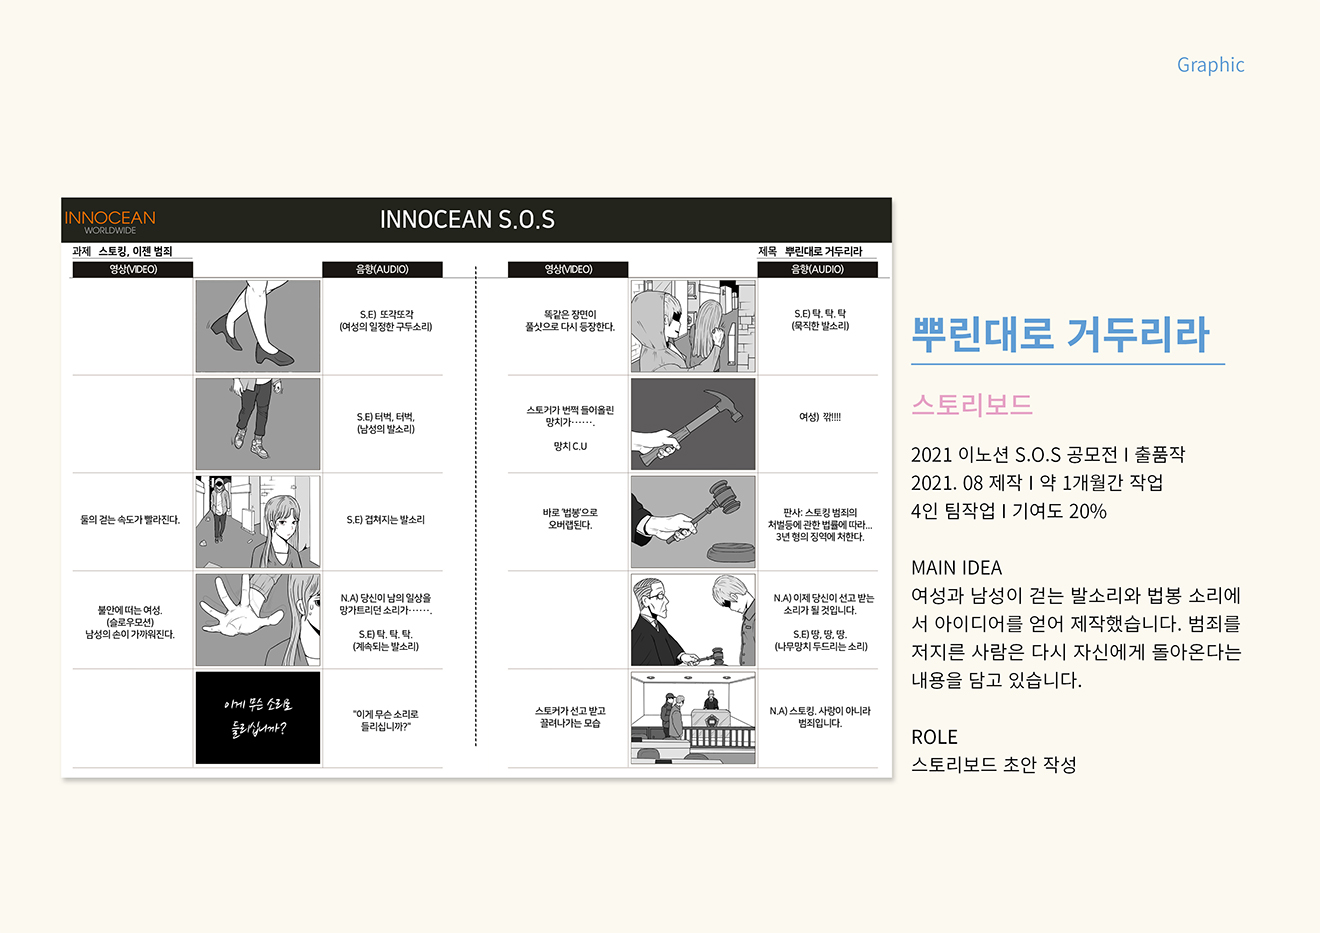 Graphic
INNOCEAN
WORLDWIDE
INNOCEAN S.O.S
과제 스토킹, 이젠 범죄
제목 뿌린대로 거두리라
영상(VIDEO)
음향(AUDIO)
S.E) 또각또각
(여성의 일정한 구두소리)
S.E) 터벅, 터벅,
(남성의 발소리)
둘의 걷는 속도가 빨라진다.
S.E) 겹쳐지는 발소리
불안에 떠는 여성.
(슬로우모션)
남성의 손이 가까워진다.
N.A) 당신이 남의 일상을
망가트리던 소리가…….
S.E) 탁. 탁. 탁.
(계속되는 발소리)
이게 무슨 소리로
들리십니까?
"이게 무슨 소리로
들리십니까?"
영상(VIDEO)
음향(AUDIO)
똑같은 장면이
풀샷으로 다시 등장한다.
S.E) 탁. 탁. 탁
(묵직한 발소리)
스토거가 번쩍 들어올린
망치가…….
망치 C.U
여성) 꺅!!!!
바로 '법봉'으로
오버랩된다.
판사: 스토킹 범죄의
처벌등에 관한 법률에 따라...
3년 형의 징역에 처한다.
N.A) 이제 당신이 선고 받는
소리가 될 것입니다.
S.E) 땅, 땅, 땅.
(나무망치 두드리는 소리)
스토커가 선고 받고
끌려나가는 모습
N.A) 스토킹. 사랑이 아니라
범죄입니다.
뿌린대로 거두리라
스토리보드
2021 이노션 S.O.S 공모전 I 출품작
2021. 08 제작 I 약 1개월간 작업
4인 팀작업 I 기여도 20%
MAIN IDEA
여성과 남성이 걷는 발소리와 법봉 소리에
서 아이디어를 얻어 제작했습니다. 범죄를
저지른 사람은 다시 자신에게 돌아온다는
내용을 담고 있습니다.
ROLE
스토리보드 초안 작성